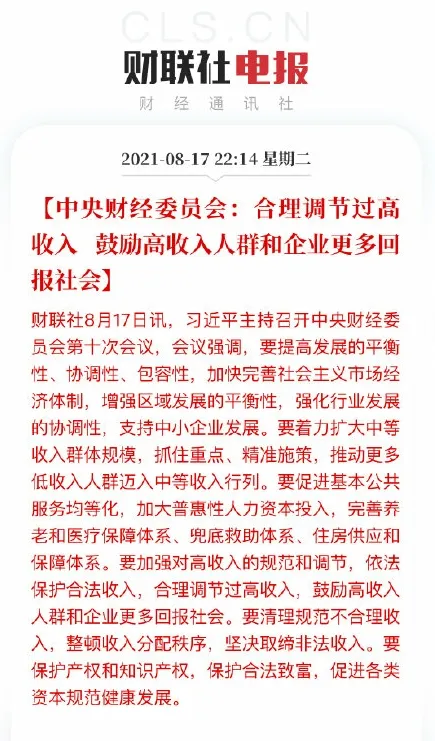 CLS.CN
财联社电报
财经通讯社
2021-08-17 22:14 星期二
【中央财经委员会：合理调节过高
收入 鼓励高收入人群和企业更多回
报社会】
财联社8月17日讯，习近平主持召开中央财经委
员会第十次会议，会议强调，要提高发展的平衡
性、协调性、包容性，加快完善社会主义市场经
济体制，增强区域发展的平衡性，强化行业发展
的协调性，支持中小企业发展。要着力扩大中等
收入群体规模，抓住重点、精准施策，推动更多
低收入人群迈入中等收入行列。要促进基本公共
服务均等化，加大普惠性人力资本投入，完善养
老和医疗保障体系、兜底救助体系、住房供应和
保障体系。要加强对高收入的规范和调节，依法
保护合法收入，合理调节过高收入，鼓励高收入
人群和企业更多回报社会。要清理规范不合理收
入，整顿收入分配秩序，坚决取缔非法收入。要
保护产权和知识产权，保护合法致富，促进各类
资本规范健康发展。